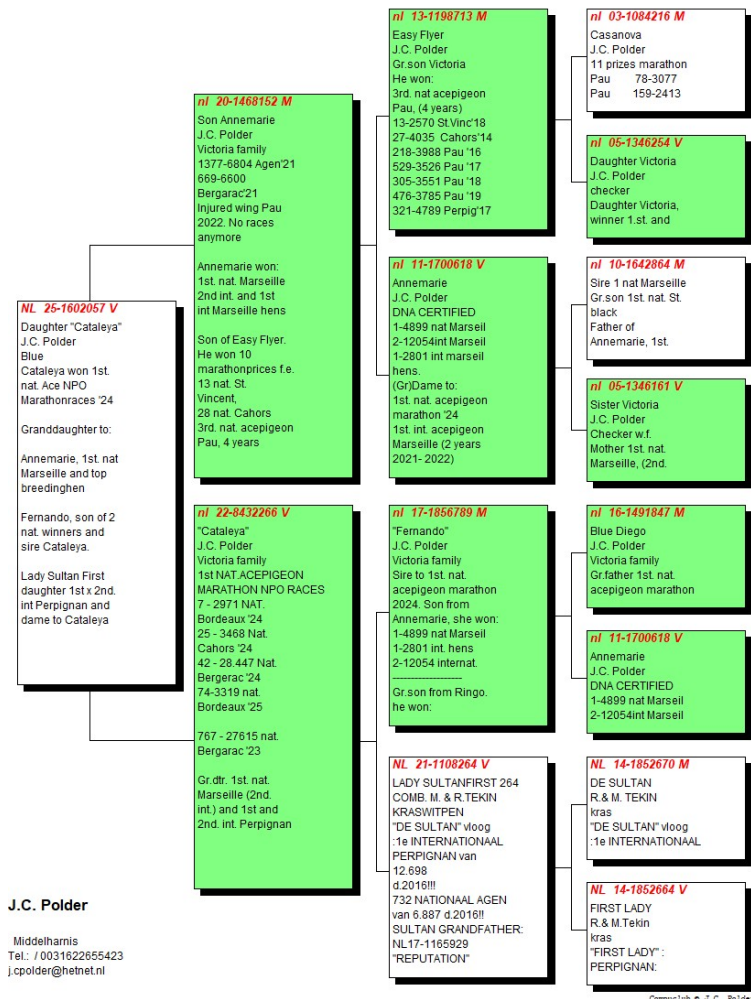 NL 25-1602057 V
Daughter "Cataleya"
J.C. Polder
Blue
Cataleya won 1st.
nat. Ace NPO
Marathonraces '24
Granddaughter to:
Annemarie, 1st. nat
Marseille and top
breedinghen
Fernando, son of 2
nat. winners and
sire Cataleya.
Lady Sultan First
daughter 1st x 2nd.
int Perpignan and
dame to Cataleya
nl 20-1468152 M
Son Annemarie
J.C. Polder
Victoria family
1377-6804 Agen'21
669-6600
Bergarac'21
Injured wing Pau
2022. No races
anymore
Annemarie won:
1st. nat. Marseille
2nd int. and 1st
int Marseille hens
Son of Easy Flyer.
He won 10
marathonprices f.e.
13 nat. St.
Vincent,
28 nat. Cahors
3rd. nat. acepigeon
Pau, 4 years
nl 22-8432266 V
"Cataleya"
J.C. Polder
Victoria family
1st NAT.ACEPIGEON
MARATHON NPO RACES
7 - 2971 NAT.
Bordeaux '24
25 - 3468 Nat.
Cahors '24
42 - 28.447 Nat.
Bergerac '24
74-3319 nat.
Bordeaux '25
767 - 27615 nat.
Bergarac '23
Gr.dtr. 1st. nat.
Marseille (2nd.
int.) and 1st and
2nd. int. Perpignan
nl 13-1198713 M
Easy Flyer
J.C. Polder
Gr.son Victoria
He won:
3rd. nat acepigeon
Pau, (4 years)
13-2570 St.Vinc'18
27-4035 Cahors'14
218-3988 Pau '16
529-3526 Pau '17
305-3551 Pau '18
476-3785 Pau '19
321-4789 Perpig'17
nl 11-1700618 V
Annemarie
J.C. Polder
DNA CERTIFIED
1-4899 nat Marseil
2-12054int Marseil
1-2801 int marseil
hens.
(Gr)Dame to:
1st. nat. acepigeon
marathon '24
1st. int. acepigeon
Marseille (2 years
2021- 2022)
nl 17-1856789 M
"Fernando"
J.C. Polder
Victoria family
Sire to 1st. nat.
acepigeon marathon
2024. Son from
Annemarie, she won:
1-4899 nat Marseil
1-2801 int. hens
2-12054 internat.
--------------------
Gr.son from Ringo.
he won:
NL 21-1108264 V
LADY SULTANFIRST 264
COMB. M. & R.TEKIN
KRASWITPEN
"DE SULTAN" vloog
:1e INTERNATIONAAL
PERPIGNAN van
12.698
d.2016!!!
732 NATIONAAL AGEN
van 6.887 d.2016!!
SULTAN GRANDFATHER:
NL17-1165929
"REPUTATION"
nl 03-1084216 M
Casanova
J.C. Polder
11 prizes marathon
Pau 78-3077
Pau 159-2413
nl 05-1346254 V
Daughter Victoria
J.C. Polder
checker
Daughter Victoria,
winner 1.st. and
nl 10-1642864 M
Sire 1 nat Marseille
Gr.son 1st. nat. St.
black
Father of
Annemarie, 1st.
nl 05-1346161 V
Sister Victoria
J.C. Polder
Checker w.f.
Mother 1st. nat.
Marseille, (2nd.
nl 16-1491847 M
Blue Diego
J.C. Polder
Victoria family
Gr.father 1st. nat.
acepigeon marathon
nl 11-1700618 V
Annemarie
J.C. Polder
DNA CERTIFIED
1-4899 nat Marseil
2-12054int Marseil
NL 14-1852670 M
DE SULTAN
R.& M. TEKIN
kras
"DE SULTAN" vloog
:1e INTERNATIONAAL
NL 14-1852664 V
FIRST LADY
R.& M.Tekin
kras
"FIRST LADY" :
PERPIGNAN:
J.C. Polder
Middelharnis
Tel.: / 0031622655423
j.cpolder@hetnet.nl